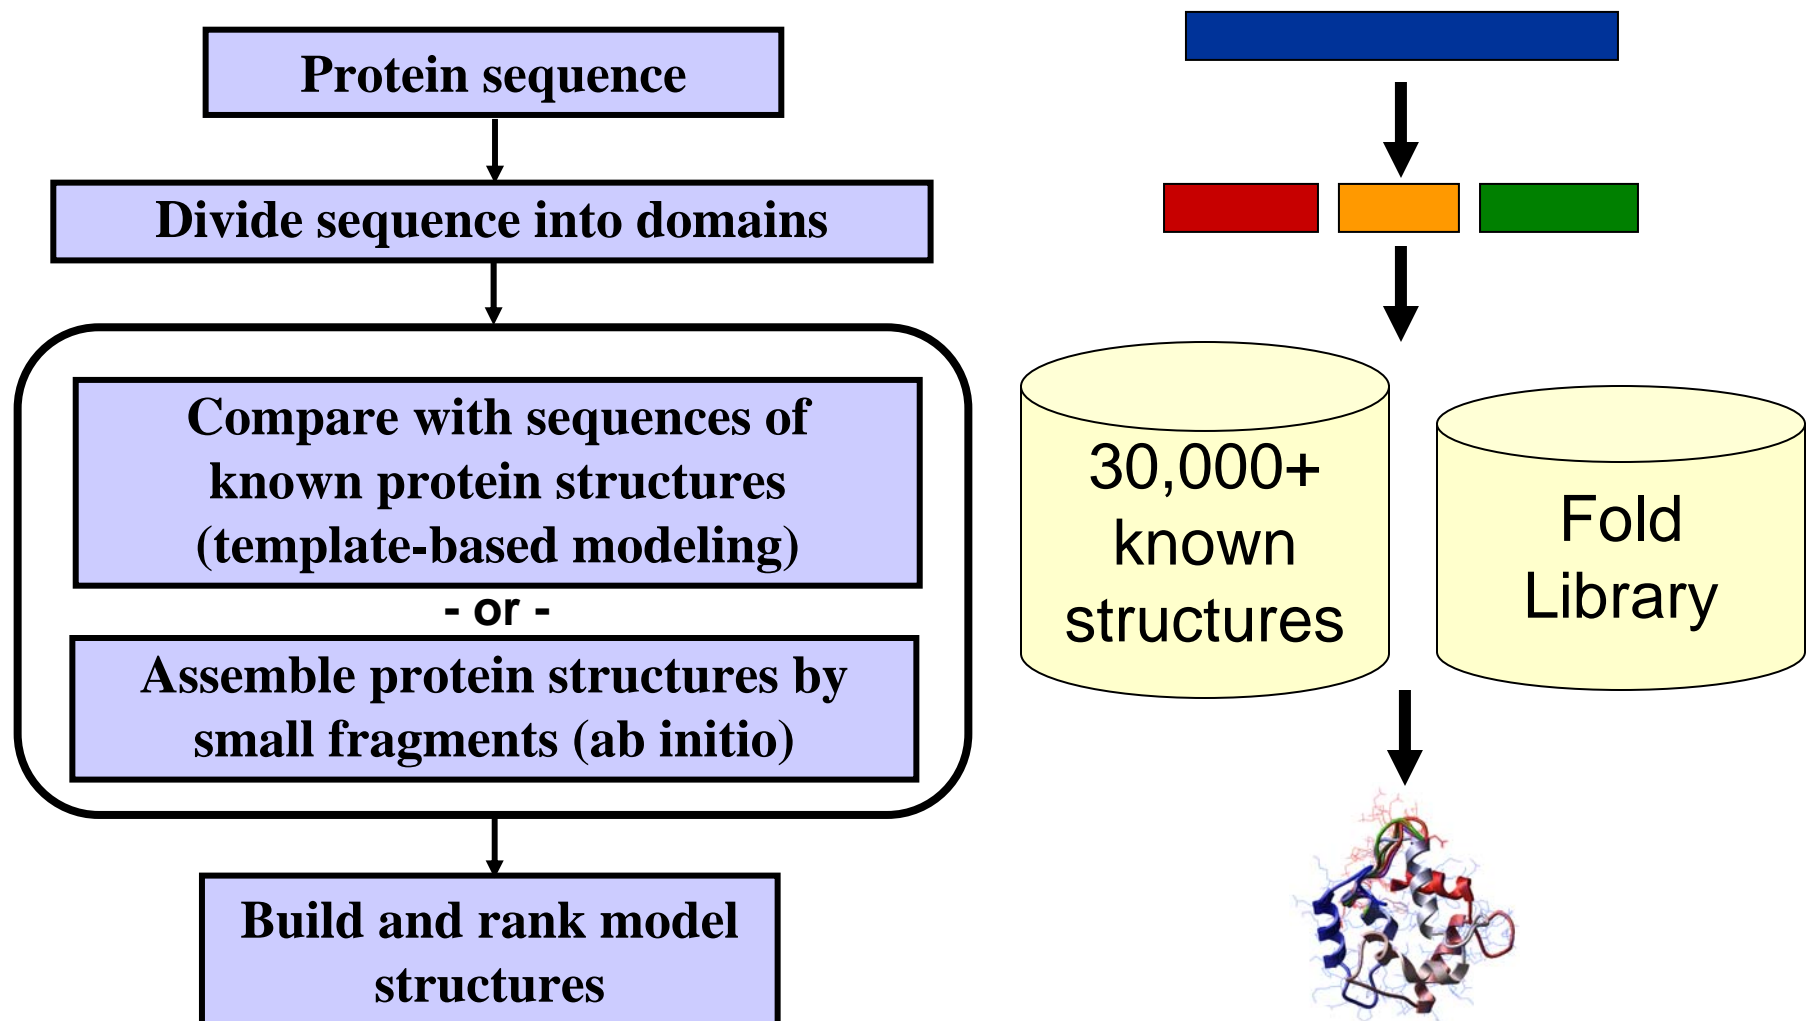 Protein sequence
Divide sequence into domains
Compare with sequences of
known protein structures
(template-based modeling)
- or -
Assemble protein structures by
small fragments (ab initio)
Build and rank model
structures
30,000+
known
structures
Fold
Library